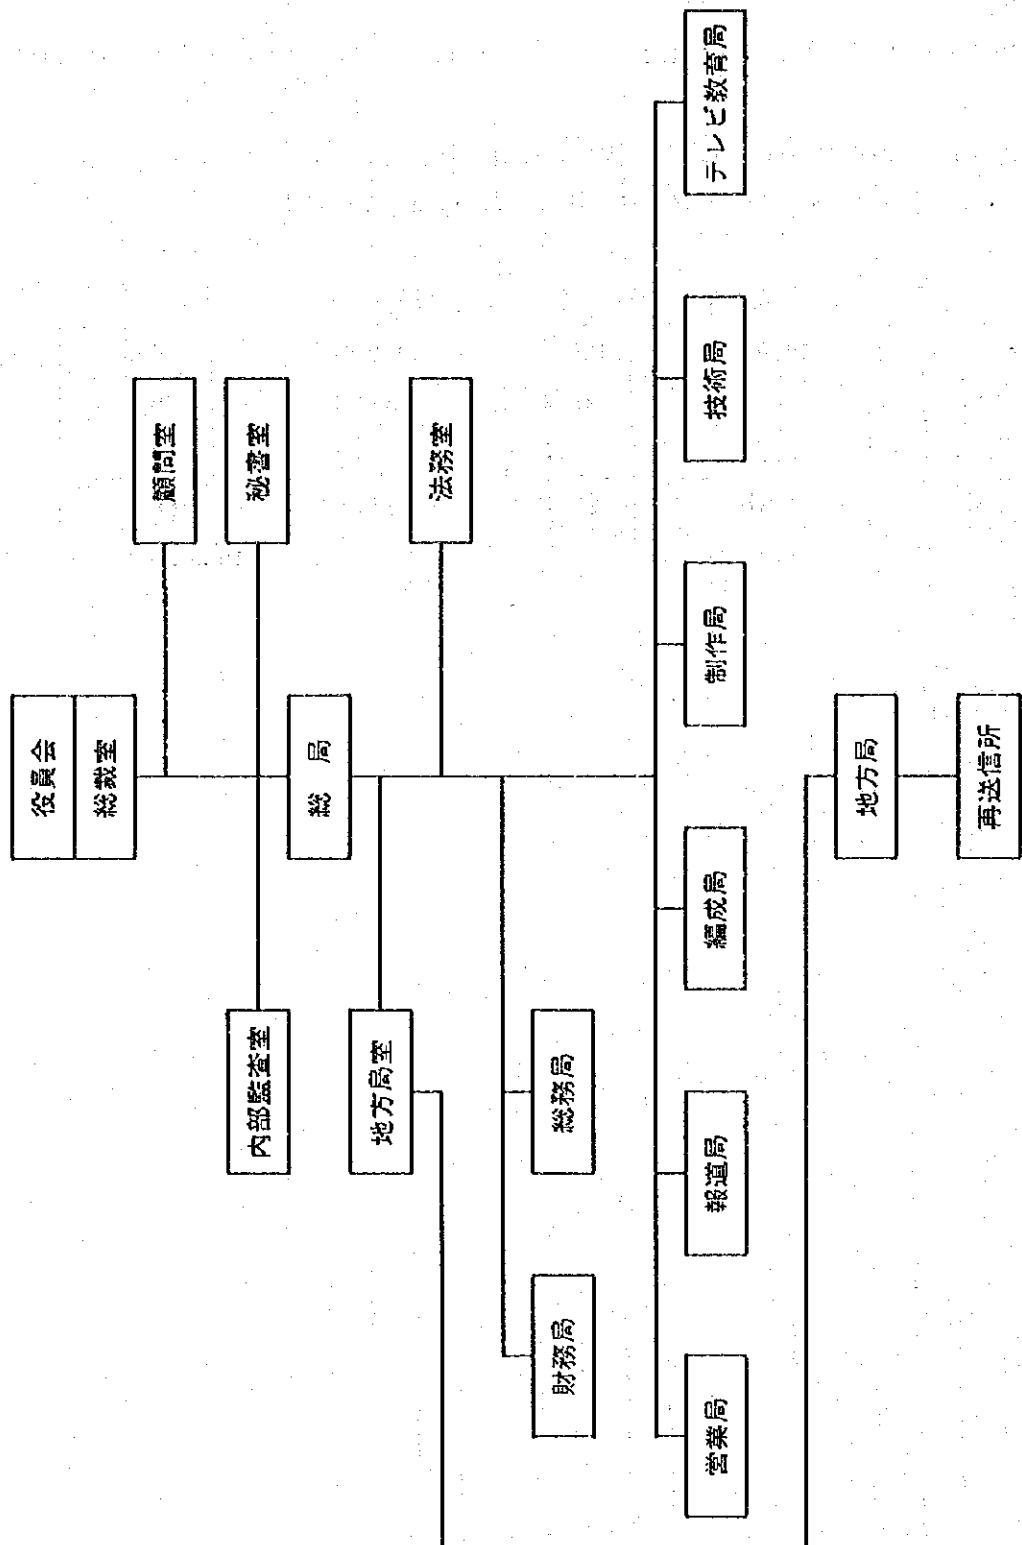 役員会
総裁室
顧問室
内部監査室
秘書室
総 局
地方局室
法務室
財務局
総務局
営業局
報道局
編成局
制作局
技術局
テレビ教育局
地方局
再送信所